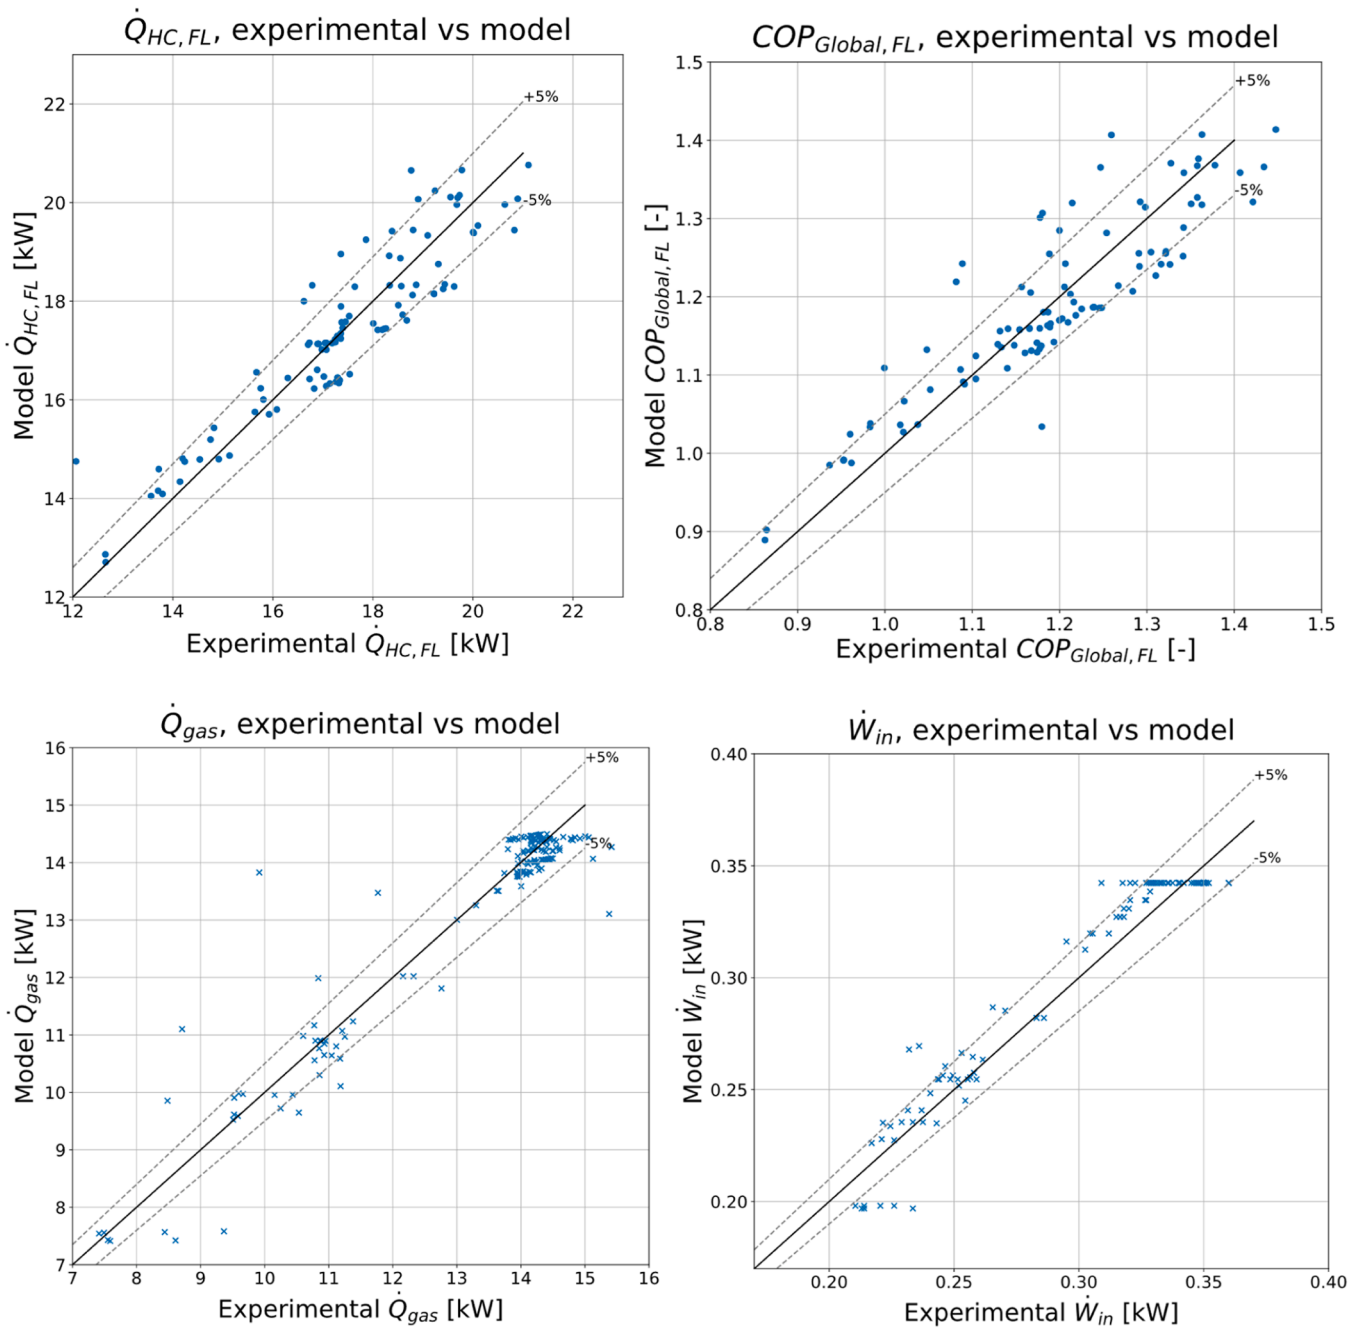 Q̇HC, FL, experimental vs model
Model Q̇HC, FL [kW]
22
20
18
16
14
12
+5%
-5%
12 14 16 18 20 22
Experimental Q̇HC, FL [kW]
COPGlobal, FL, experimental vs model
Model COPGlobal, FL [-]
1.5
1.4
1.3
1.2
1.1
1.0
0.9
0.8
+5%
-5%
0.8 0.9 1.0 1.1 1.2 1.3 1.4 1.5
Experimental COPGlobal, FL [-]
Q̇gas, experimental vs model
Model Q̇gas [kW]
16
15
14
13
12
11
10
9
8
7
+5%
-5%
7 8 9 10 11 12 13 14 15 16
Experimental Q̇gas [kW]
Ẇin, experimental vs model
Model Ẇin [kW]
0.40
0.35
0.30
0.25
0.20
+5%
-5%
0.20 0.25 0.30 0.35 0.40
Experimental Ẇin [kW]